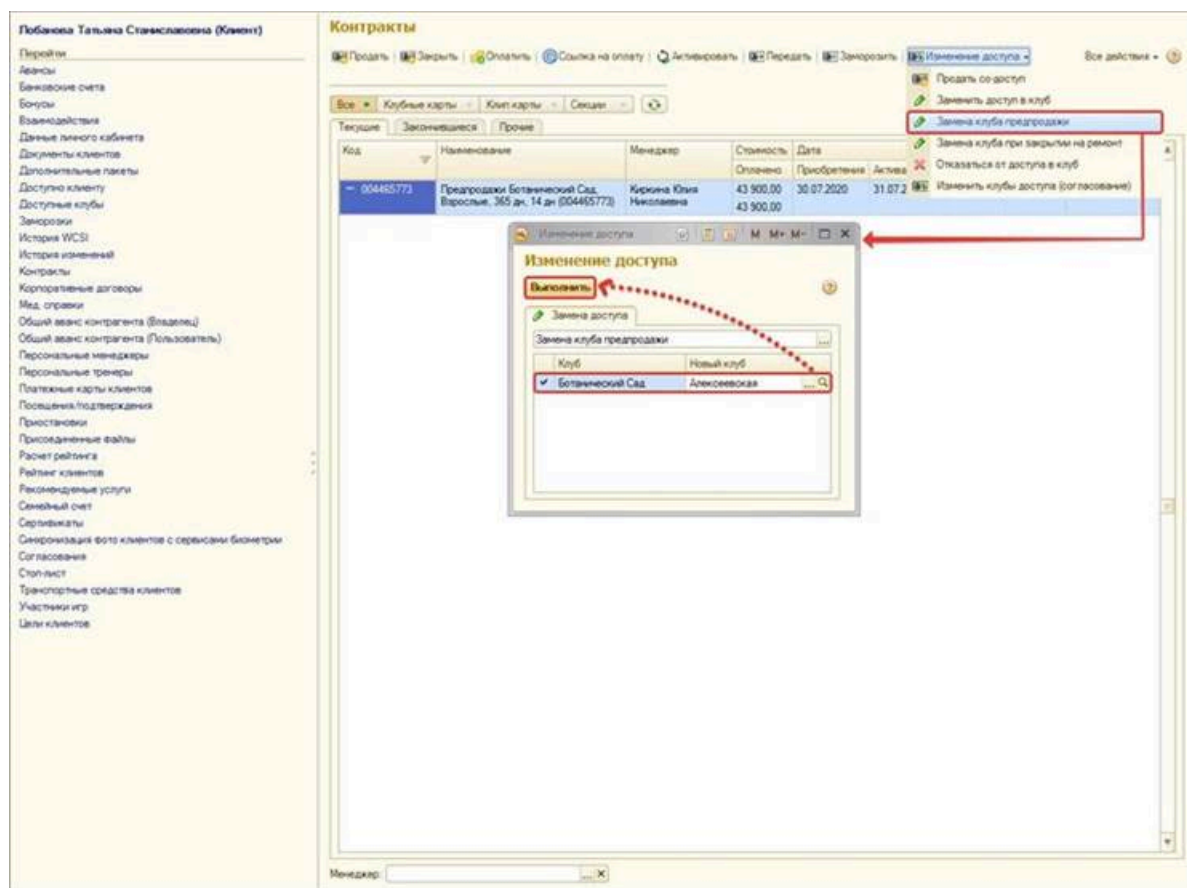 Лобанова Татьяна Станиславовна (Клиент)
Перейти
Авансы
Банковские счета
Бонусы
Взаимодействия
Данные личного кабинета
Документы клиентов
Дополнительные пакеты
Доступно клиенту
Доступные клубы
Заморозки
История WCSI
История изменений
Контракты
Корпоративные договоры
Мед. справки
Общий аванс контрагента (Владелец)
Общий аванс контрагента (Пользователь)
Персональные менеджеры
Персональные тренеры
Платежные карты клиентов
Посещения/подтверждения
Приостановки
Присоединенные файлы
Расчет рейтинга
Рейтинг клиентов
Рекомендуемые услуги
Семейный счет
Сертификаты
Синхронизация фото клиентов с сервисами биометрии
Согласования
Стоп-лист
Транспортные средства клиентов
Участники игр
Цели клиентов
Контракты
Продать Закрыть Оплатить Ссылка на оплату Активировать Передать Заморозить Изменение доступа Все действия
Продать со-доступ
Заменить доступ в клуб
Замена клуба предпродажи
Замена клуба при закрытии на ремонт
Отказаться от доступа в клуб
Изменить клубы доступа (согласование)
Все Клубные карты Клип карты Секции
Текущие Закончившиеся Прочие
Код Наименование Менеджер Стоимость Дата
Оплачено Приобретения Актива
004465773 Предпродажи Ботанический Сад, Киркина Юлия 43 900,00 30.07.2020 31.07.2
Взрослые, 365 дн, 14 дн (004465773) Николаевна 43 900,00
Изменение доступа M M+ M-
Изменение доступа
Выполнить
Замена доступа
Замена клуба предпродажи
Клуб Новый клуб
Ботанический Сад Алексеевская
Менеджер: